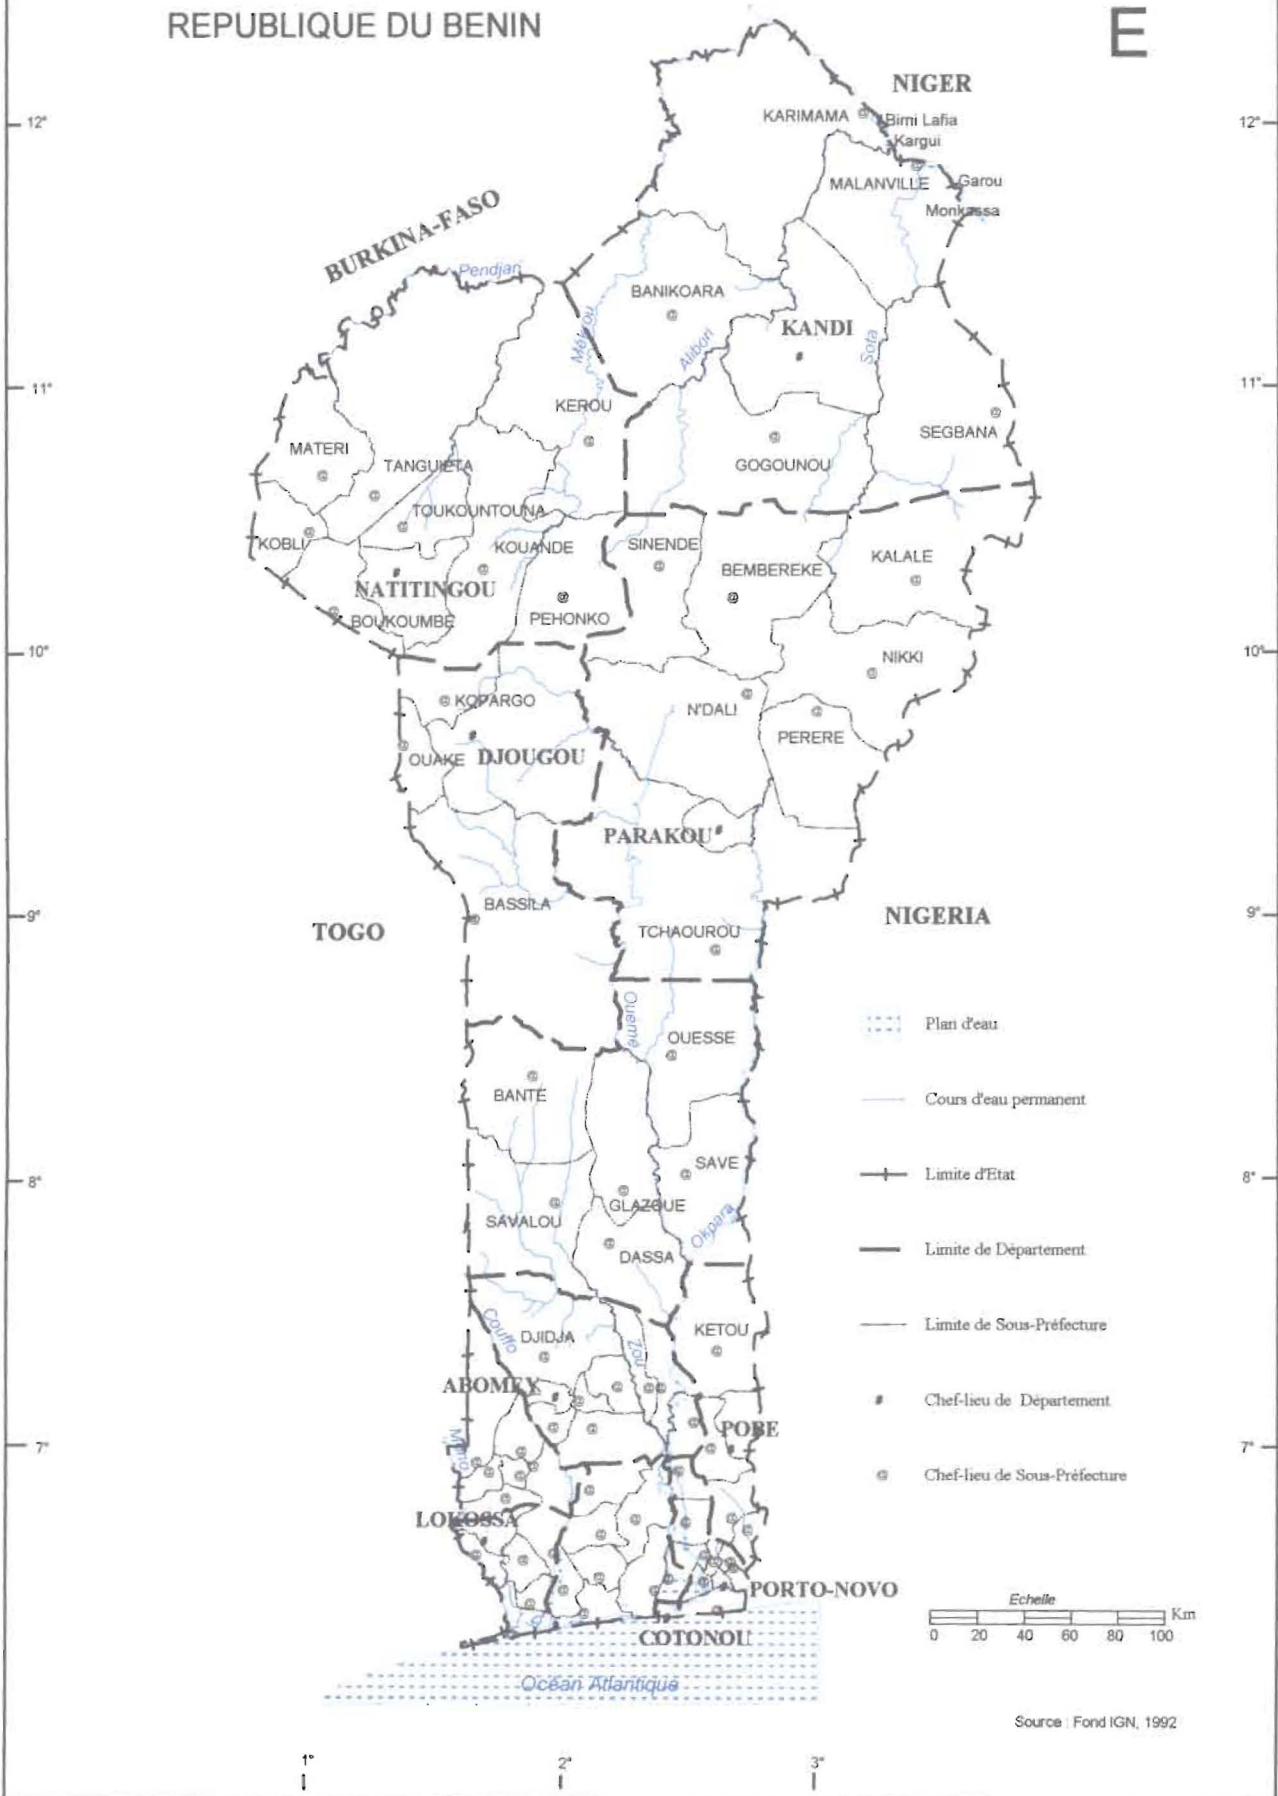 REPUBLIQUE DU BENIN
E
NIGER
12°
12°
KARIMAMA
Birni Lafia
Kargui
MALANVILLE
Garou
Monkassa
BURKINA-FASO
Pendjari
BANIKOARA
KANDI
Mékrou
Alibori
Sota
11°
11°
KEROU
SEGBANA
MATERI
TANGUIETA
GOGOUNOU
TOUKOUNTOUNA
KOBLI
KOUANDE
SINENDE
KALALE
BEMBEREKE
NATITINGOU
BOUKOUMBE
PEHONKO
10°
10°
NIKKI
KOPARGO
N'DALI
PERERE
OUAKE
DJOUGOU
PARAKOU
BASSILA
9°
9°
TOGO
NIGERIA
TCHAOUROU
Ouémé
Plan d'eau
OUESSE
BANTE
Cours d'eau permanent
SAVE
8°
8°
Limite d'Etat
GLAZOUE
SAVALOU
Okpara
DASSA
Limite de Département
Couffo
DJIDJA
Zou
KETOU
Limite de Sous-Préfecture
ABOMEY
Chef-lieu de Département
POBE
7°
7°
Mono
Chef-lieu de Sous-Préfecture
LOKOSSA
PORTO-NOVO
COTONOU
Echelle
Km
0 20 40 60 80 100
Océan Atlantique
Source : Fond IGN, 1992
1°
2°
3°